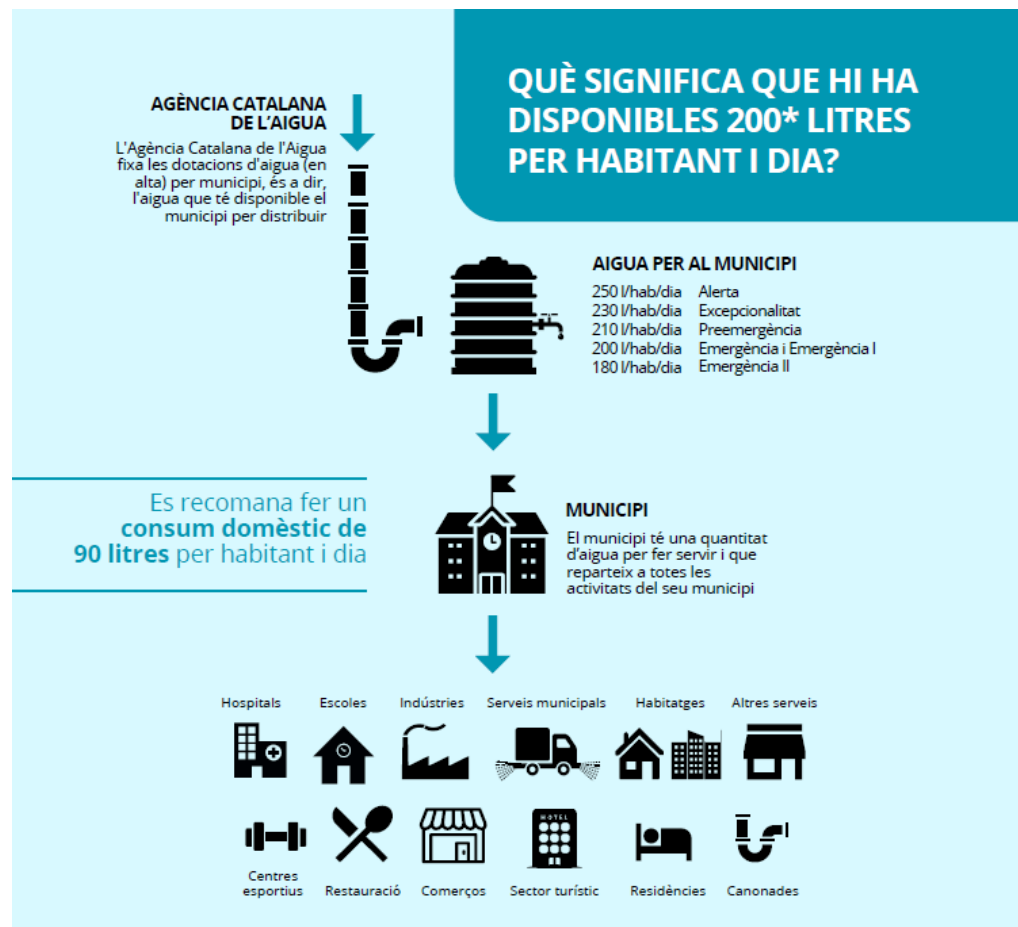 QUÈ SIGNIFICA QUE HI HA
DISPONIBLES 200* LITRES
PER HABITANT I DIA?
AGÈNCIA CATALANA
DE L'AIGUA
L'Agència Catalana de l'Aigua
fixa les dotacions d'aigua (en
alta) per municipi, és a dir,
l'aigua que té disponible el
municipi per distribuir
AIGUA PER AL MUNICIPI
250 l/hab/dia Alerta
230 l/hab/dia Excepcionalitat
210 l/hab/dia Preemergència
200 l/hab/dia Emergència i Emergència I
180 l/hab/dia Emergència II
Es recomana fer un
consum domèstic de
90 litres per habitant i dia
MUNICIPI
El municipi té una quantitat
d'aigua per fer servir i que
reparteix a totes les
activitats del seu municipi
Hospitals Escoles Indústries Serveis municipals Habitatges Altres serveis
HOTEL
Centres
esportius Restauració Comerços Sector turístic Residències Canonades